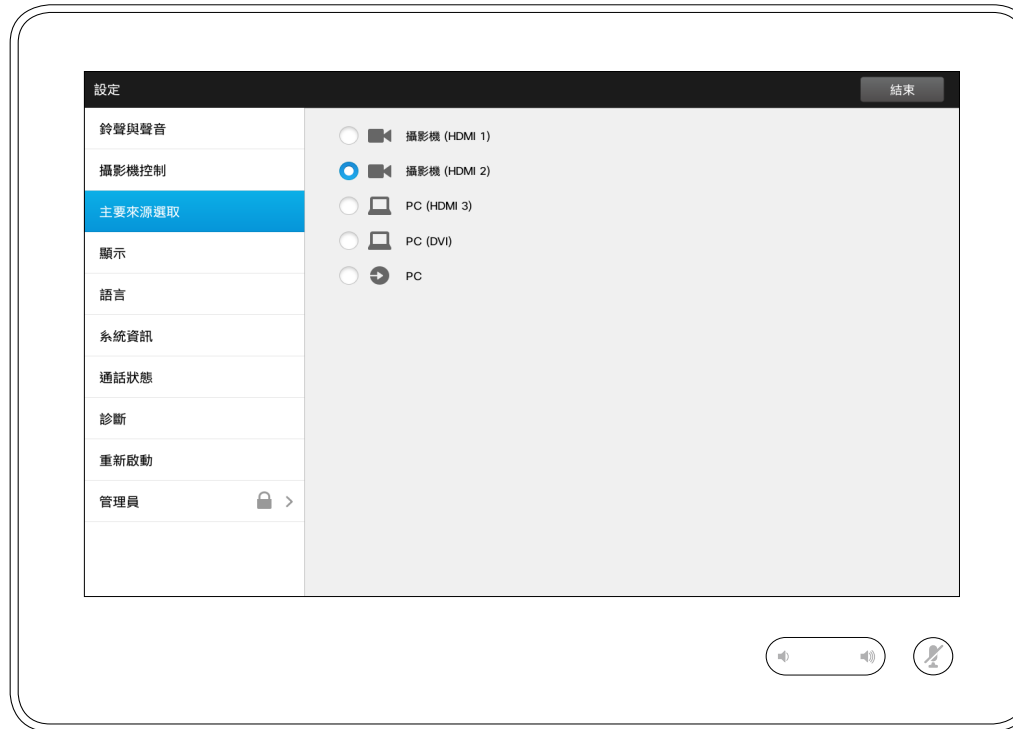 設定
結束
鈴聲與聲音
攝影機控制
主要來源選取
顯示
語言
系統資訊
通話狀態
診斷
重新啟動
管理員
攝影機 (HDMI 1)
攝影機 (HDMI 2)
PC (HDMI 3)
PC (DVI)
PC